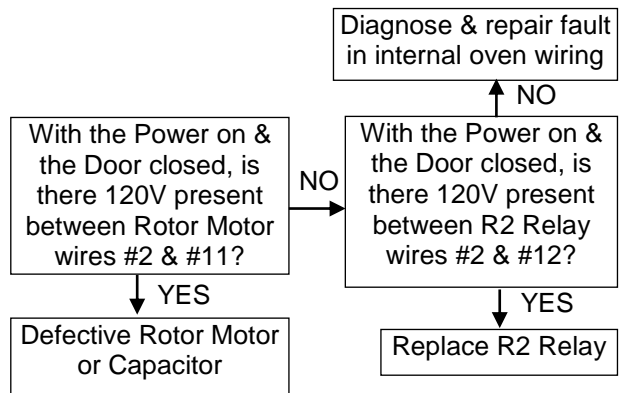 Diagnose & repair fault
in internal oven wiring
NO
With the Power on &
the Door closed, is
there 120V present
between Rotor Motor
wires #2 & #11?
NO
With the Power on &
the Door closed, is
there 120V present
between R2 Relay
wires #2 & #12?
YES
Defective Rotor Motor
or Capacitor
YES
Replace R2 Relay